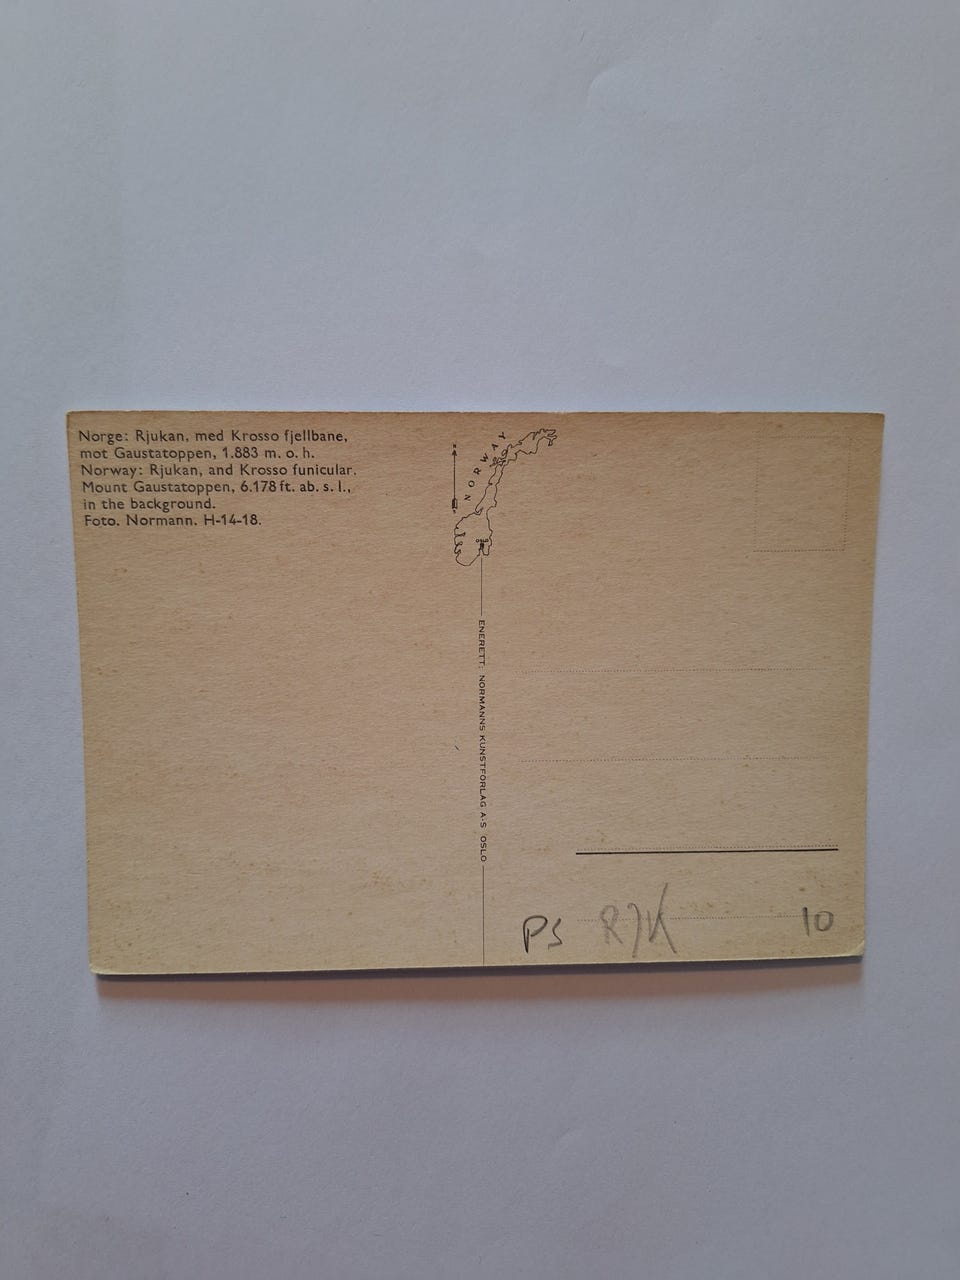 Norge: Rjukan, med Krosso fjellbane,
mot Gaustatoppen, 1.883 m. o. h.
Norway: Rjukan, and Krosso funicular.
Mount Gaustatoppen, 6.178 ft. ab. s. l.,
in the background.
Foto. Normann. H-14-18.
NORWAY
ENERETT: NORMANNS KUNSTFORLAG A-S OSLO
PS RJK 10